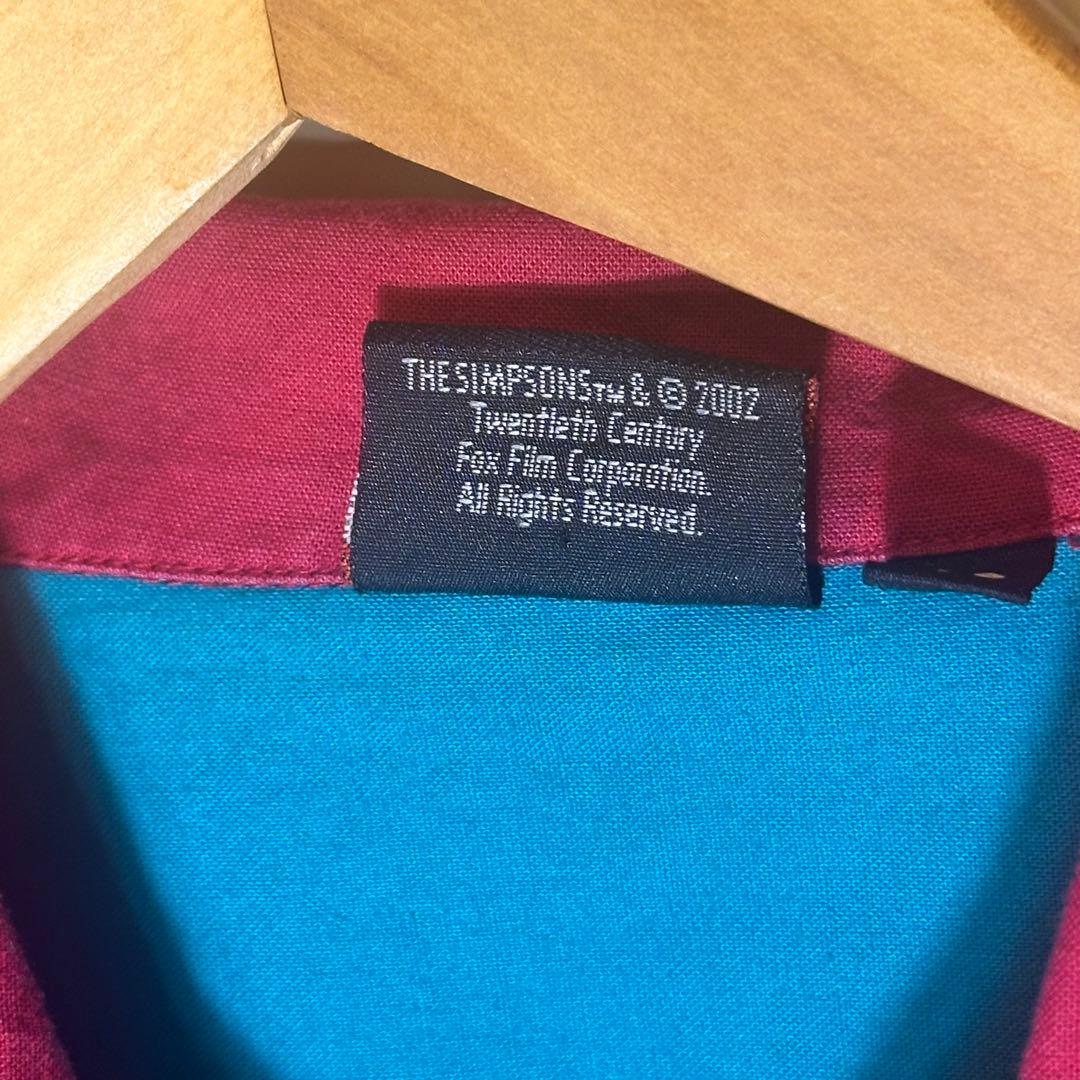 THE SIMPSONS™ & © 2002
Twentieth Century
Fox Film Corporation.
All Rights Reserved.